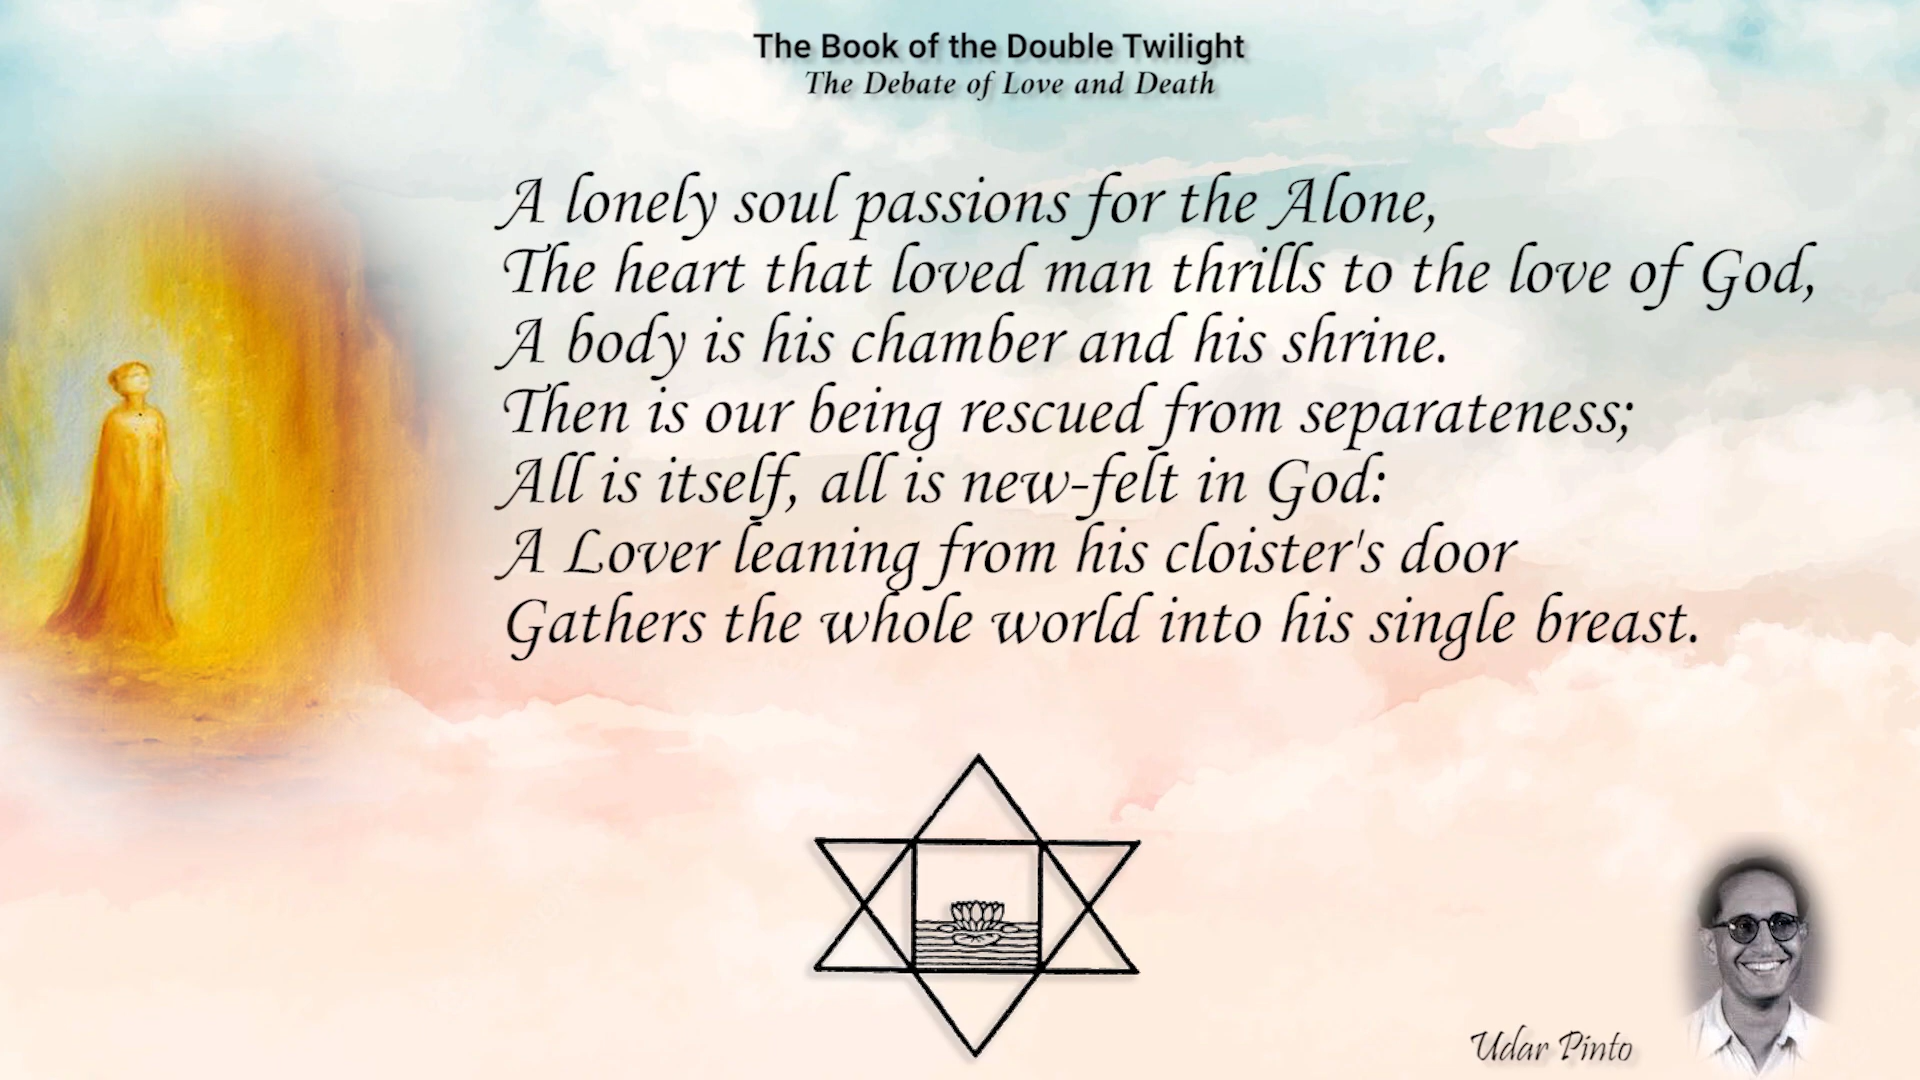 The Book of the Double Twilight
The Debate of Love and Death
A lonely soul passions for the Alone,
The heart that loved man thrills to the love of God,
A body is his chamber and his shrine.
Then is our being rescued from separateness;
All is itself, all is new-felt in God:
A Lover leaning from his cloister's door
Gathers the whole world into his single breast.
Udar Pinto